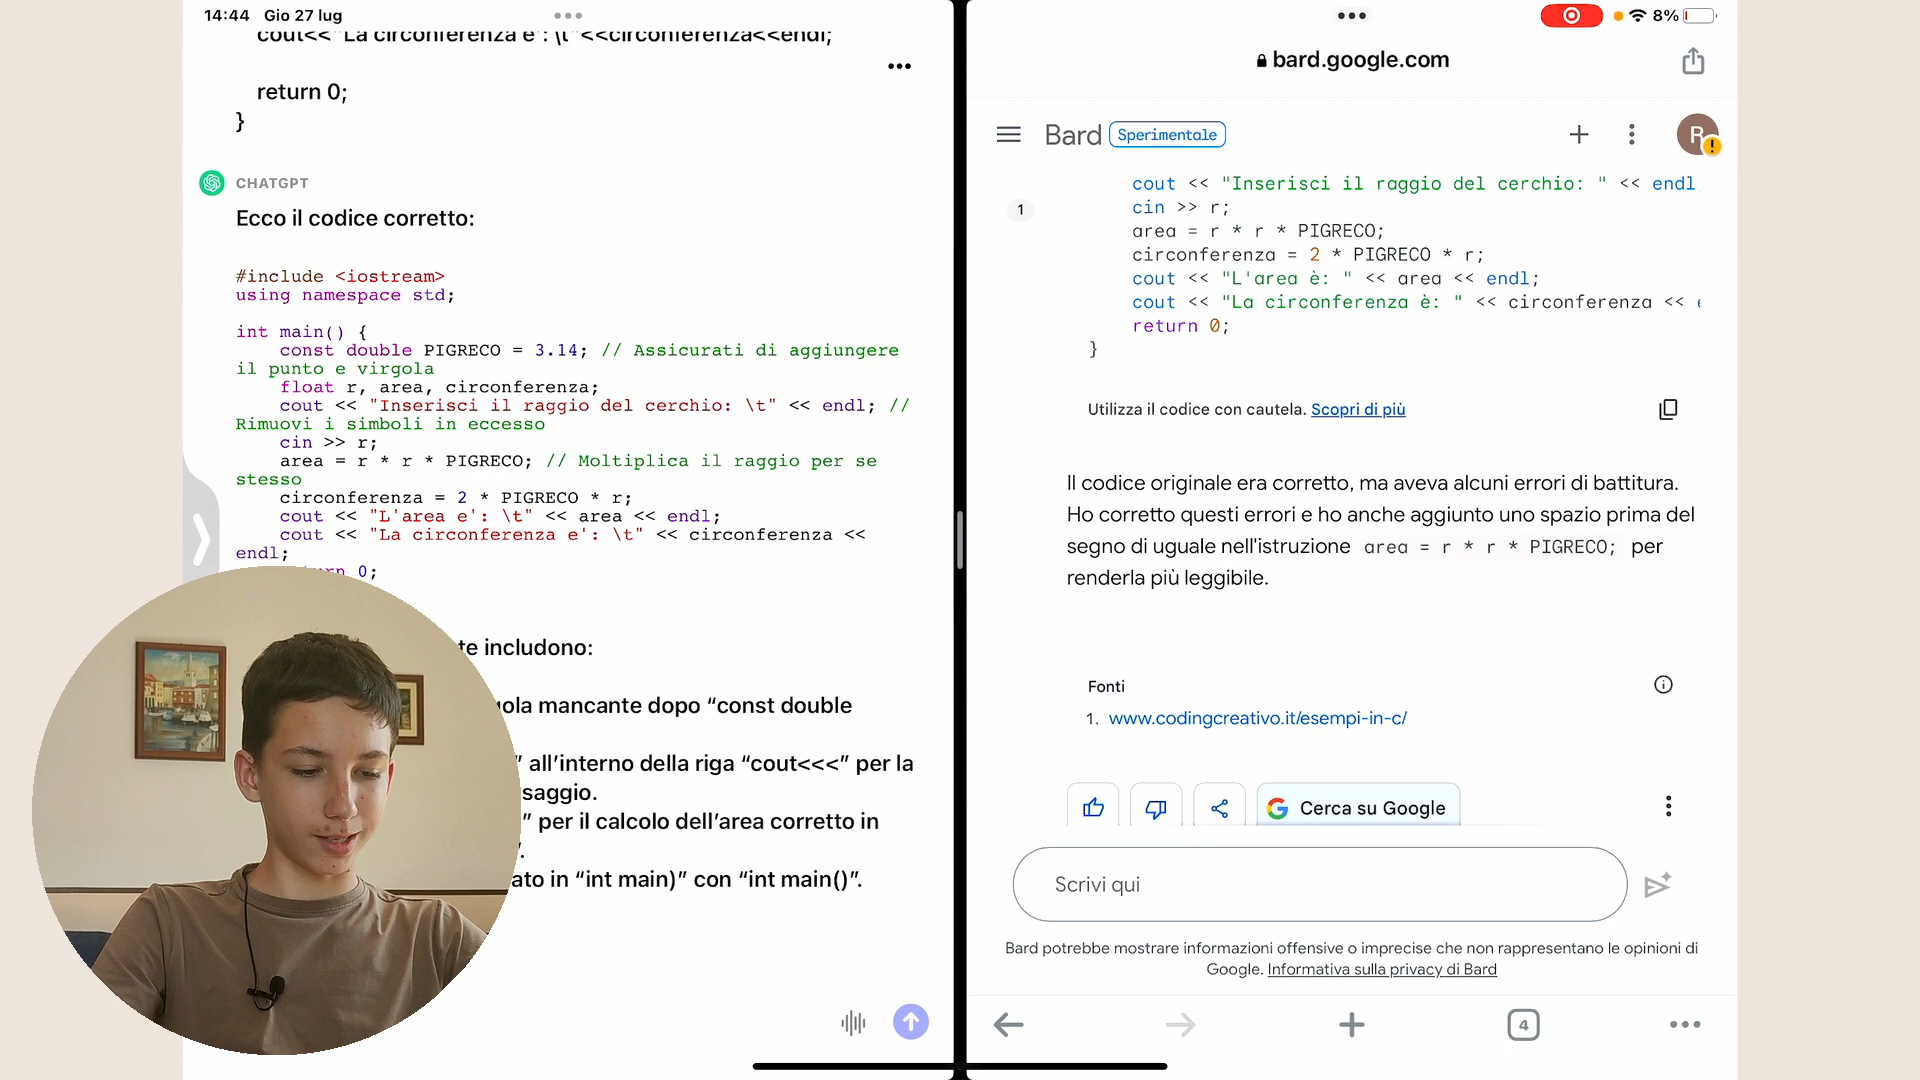 14:44 Gio 27 lug
cout<<"La circonferenza e': \t"<<circonferenza<<endl;
return 0;
}
CHATGPT
Ecco il codice corretto:
#include <iostream>
using namespace std;
int main() {
const double PIGRECO = 3.14; // Assicurati di aggiungere
il punto e virgola
float r, area, circonferenza;
cout << "Inserisci il raggio del cerchio: \t" << endl; //
Rimuovi i simboli in eccesso
cin >> r;
area = r * r * PIGRECO; // Moltiplica il raggio per se
stesso
circonferenza = 2 * PIGRECO * r;
cout << "L'area e': \t" << area << endl;
cout << "La circonferenza e': \t" << circonferenza <<
endl;
0;
includono:
mancante dopo “const double
” all’interno della riga “cout<<<” per la
” per il calcolo dell’area corretto in
”.
in “int main)” con “int main()”.
8%
bard.google.com
Bard Sperimentale
R
!
1
cout << "Inserisci il raggio del cerchio: " << endl
cin >> r;
area = r * r * PIGRECO;
circonferenza = 2 * PIGRECO * r;
cout << "L'area è: " << area << endl;
cout << "La circonferenza è: " << circonferenza <<
return 0;
}
Utilizza il codice con cautela. Scopri di più
Il codice originale era corretto, ma aveva alcuni errori di battitura.
Ho corretto questi errori e ho anche aggiunto uno spazio prima del
segno di uguale nell'istruzione area = r * r * PIGRECO; per
renderla più leggibile.
Fonti
1. www.codingcreativo.it/esempi-in-c/
Cerca su Google
Scrivi qui
Bard potrebbe mostrare informazioni offensive o imprecise che non rappresentano le opinioni di
Google. Informativa sulla privacy di Bard
4